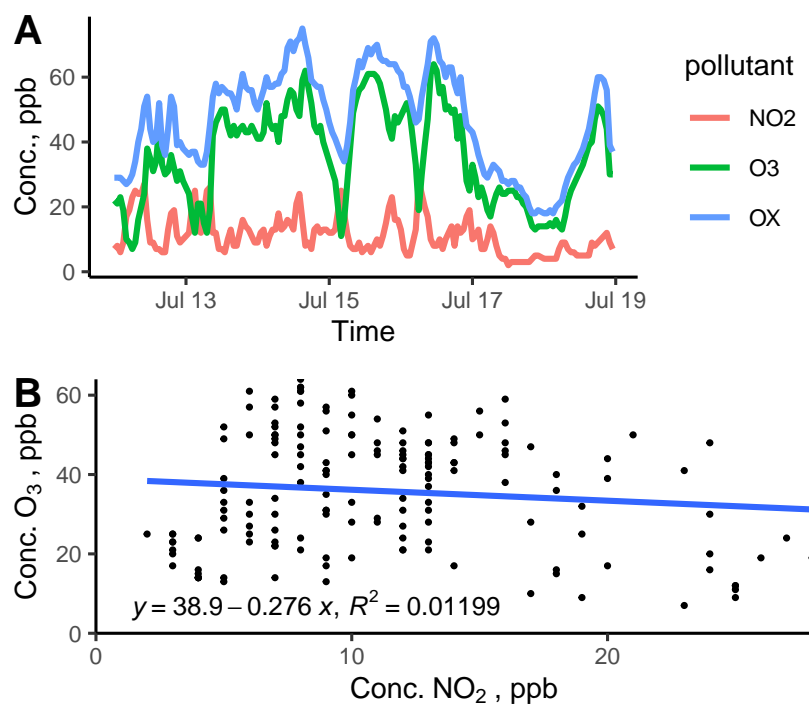 A
Conc., ppb
60
40
20
0
Jul 13
Jul 15
Jul 17
Jul 19
Time
pollutant
NO2
O3
OX
B
Conc. O₃ , ppb
60
40
20
0
y = 38.9 − 0.276 x, R² = 0.01199
0
10
20
Conc. NO₂ , ppb